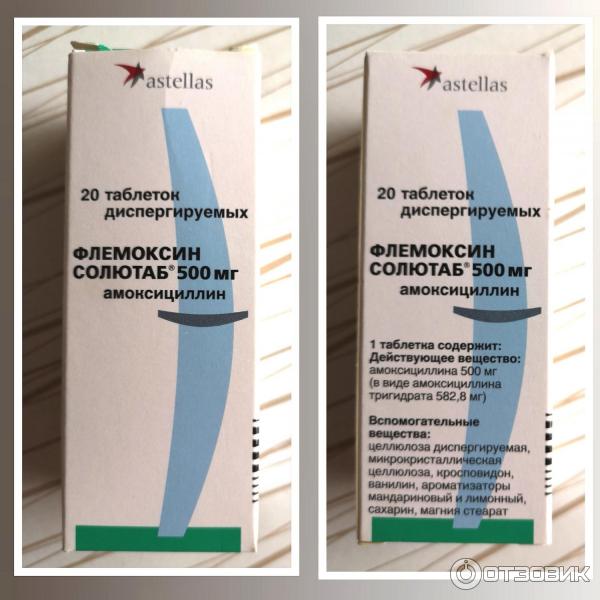 astellas
20 таблеток
диспергируемых
ФЛЕМОКСИН
СОЛЮТАБ® 500 мг
амоксициллин
astellas
20 таблеток
диспергируемых
ФЛЕМОКСИН
СОЛЮТАБ® 500 мг
амоксициллин
1 таблетка содержит:
Действующее вещество:
амоксициллина 500 мг
(в виде амоксициллина
тригидрата 582,8 мг)
Вспомогательные
вещества:
целлюлоза диспергируемая,
микрокристаллическая
целлюлоза, кросповидон,
ванилин, ароматизаторы
мандариновый и лимонный,
сахарин, магния стеарат
ОТЗОВИК